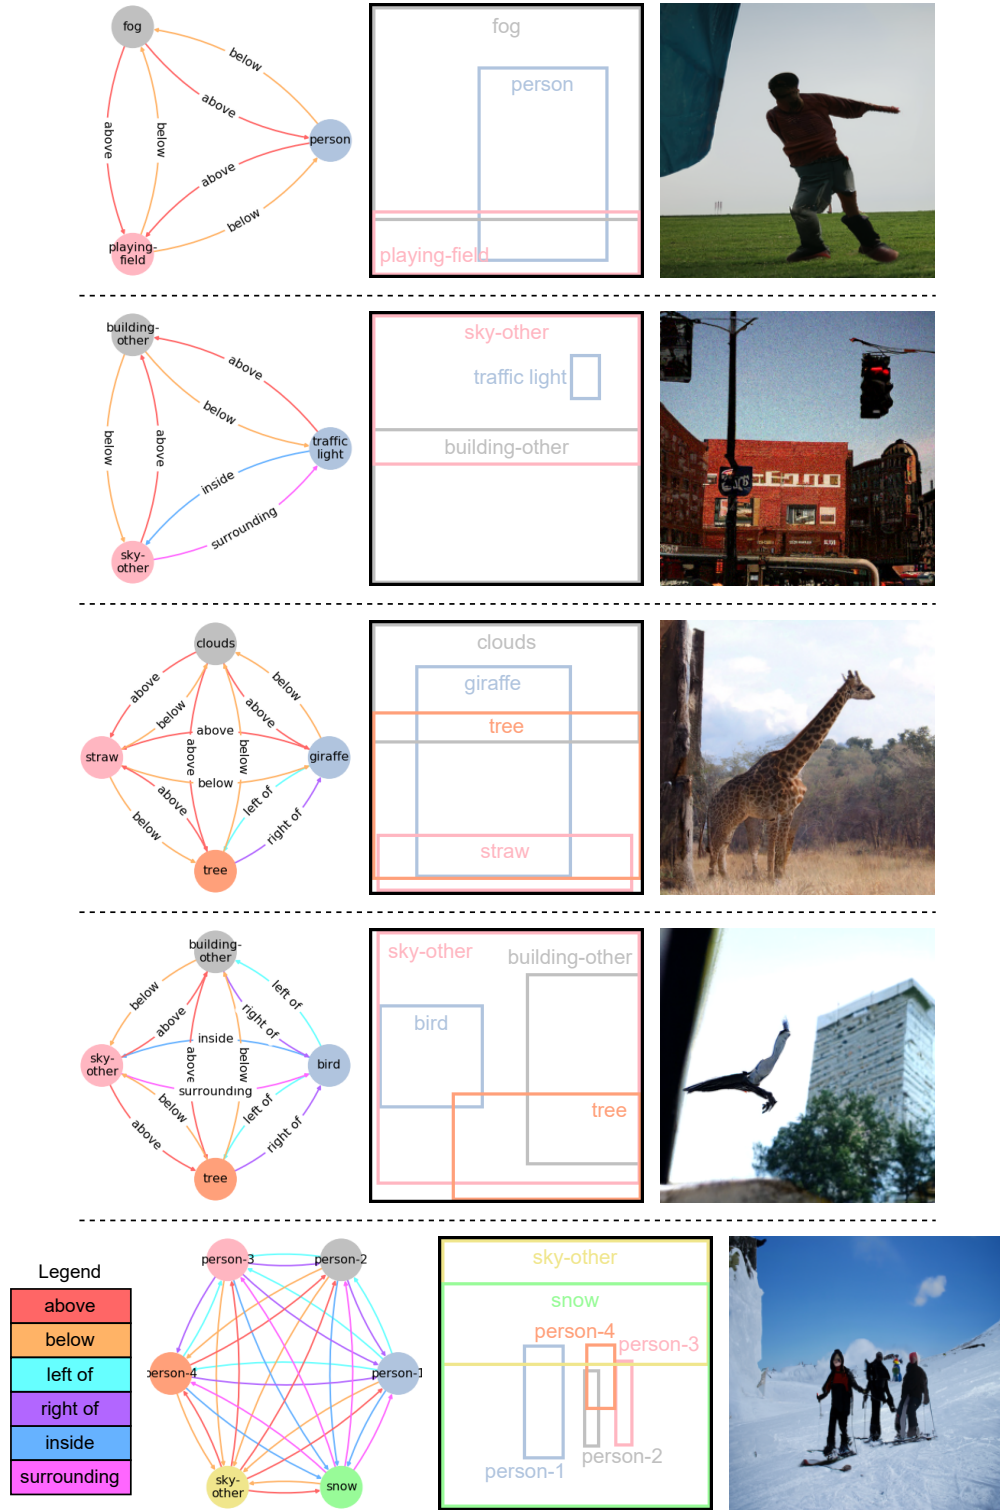 fog
below
above
above
below
person
above
below
playing-
field
fog
person
playing-field
building-
other
above
below
below
above
traffic
light
inside
surrounding
sky-
other
sky-other
traffic light
building-other
clouds
above
below
below
above
above
straw
giraffe
above
below
below
above
left of
below
right of
tree
clouds
giraffe
tree
straw
building-
other
below
left of
above
right of
inside
sky-
other
bird
above
below
surrounding
below
left of
above
right of
tree
sky-other
building-other
bird
tree
Legend
above
below
left of
right of
inside
surrounding
person-3
person-2
person-4
person-1
sky-
other
snow
sky-other
snow
person-4
person-3
person-2
person-1